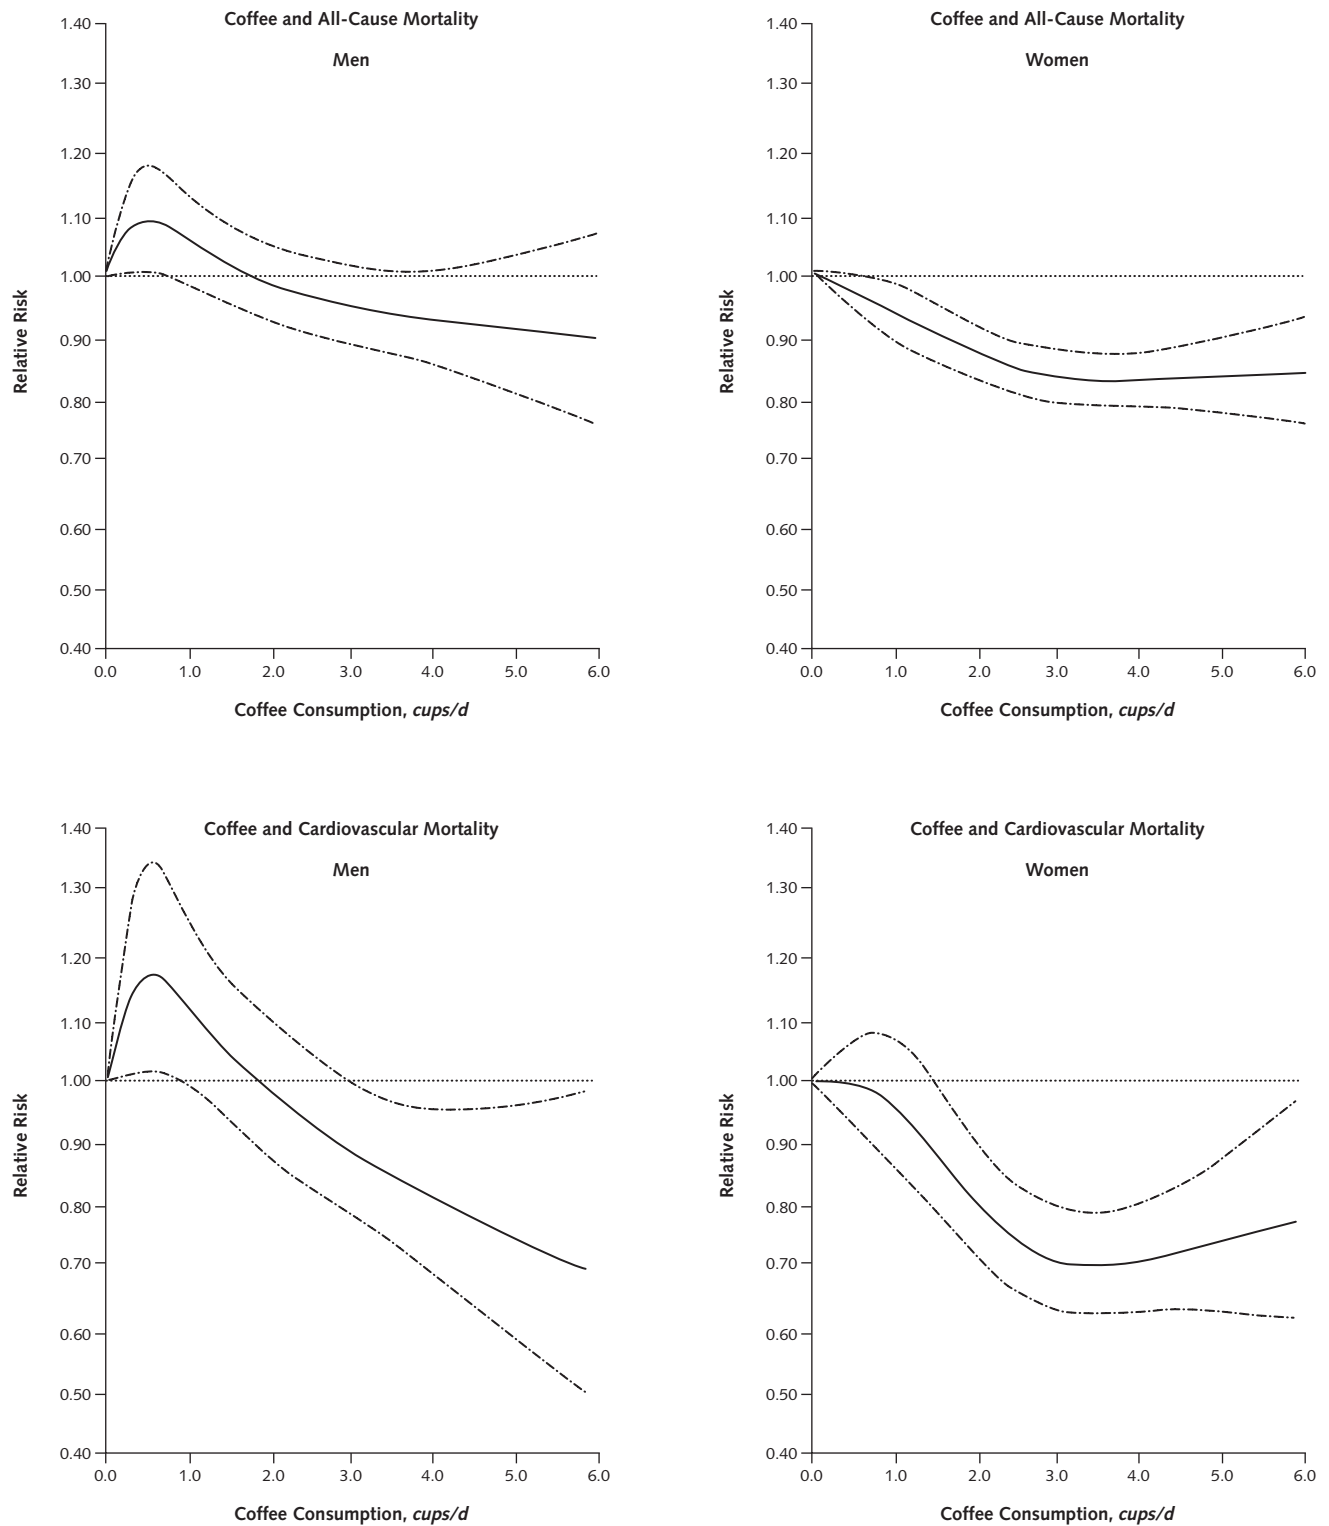 Coffee and All-Cause Mortality
Men
1.40
1.30
1.20
1.10
1.00
0.90
0.80
0.70
0.60
0.50
0.40
Relative Risk
0.0 1.0 2.0 3.0 4.0 5.0 6.0
Coffee Consumption, cups/d
Coffee and All-Cause Mortality
Women
1.40
1.30
1.20
1.10
1.00
0.90
0.80
0.70
0.60
0.50
0.40
Relative Risk
0.0 1.0 2.0 3.0 4.0 5.0 6.0
Coffee Consumption, cups/d
Coffee and Cardiovascular Mortality
Men
1.40
1.30
1.20
1.10
1.00
0.90
0.80
0.70
0.60
0.50
0.40
Relative Risk
0.0 1.0 2.0 3.0 4.0 5.0 6.0
Coffee Consumption, cups/d
Coffee and Cardiovascular Mortality
Women
1.40
1.30
1.20
1.10
1.00
0.90
0.80
0.70
0.60
0.50
0.40
Relative Risk
0.0 1.0 2.0 3.0 4.0 5.0 6.0
Coffee Consumption, cups/d